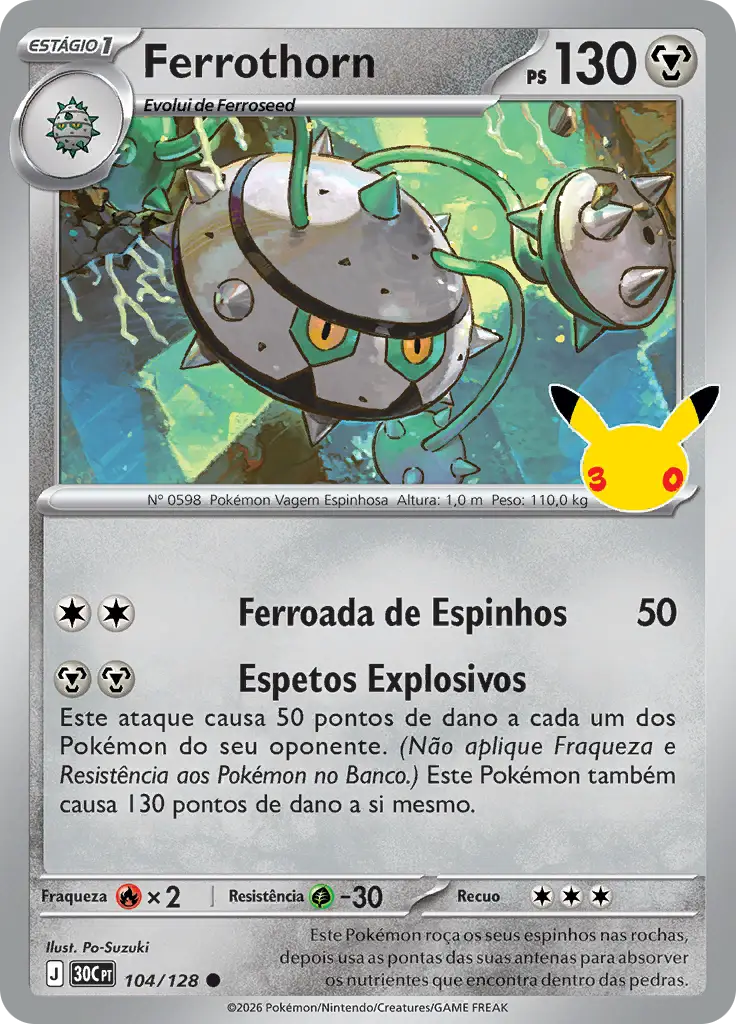 ESTÁGIO 1
Ferrothorn
PS 130
Evolui de Ferroseed
30
Nº 0598 Pokémon Vagem Espinhosa Altura: 1,0 m Peso: 110,0 kg
Ferroada de Espinhos 50
Espetos Explosivos
Este ataque causa 50 pontos de dano a cada um dos
Pokémon do seu oponente. (Não aplique Fraqueza e
Resistência aos Pokémon no Banco.) Este Pokémon também
causa 130 pontos de dano a si mesmo.
Fraqueza ×2 Resistência -30 Recuo
Ilust. Po-Suzuki
Este Pokémon roça os seus espinhos nas rochas,
depois usa as pontas das suas antenas para absorver
os nutrientes que encontra dentro das pedras.
J 30C PT 104/128
©2026 Pokémon/Nintendo/Creatures/GAME FREAK